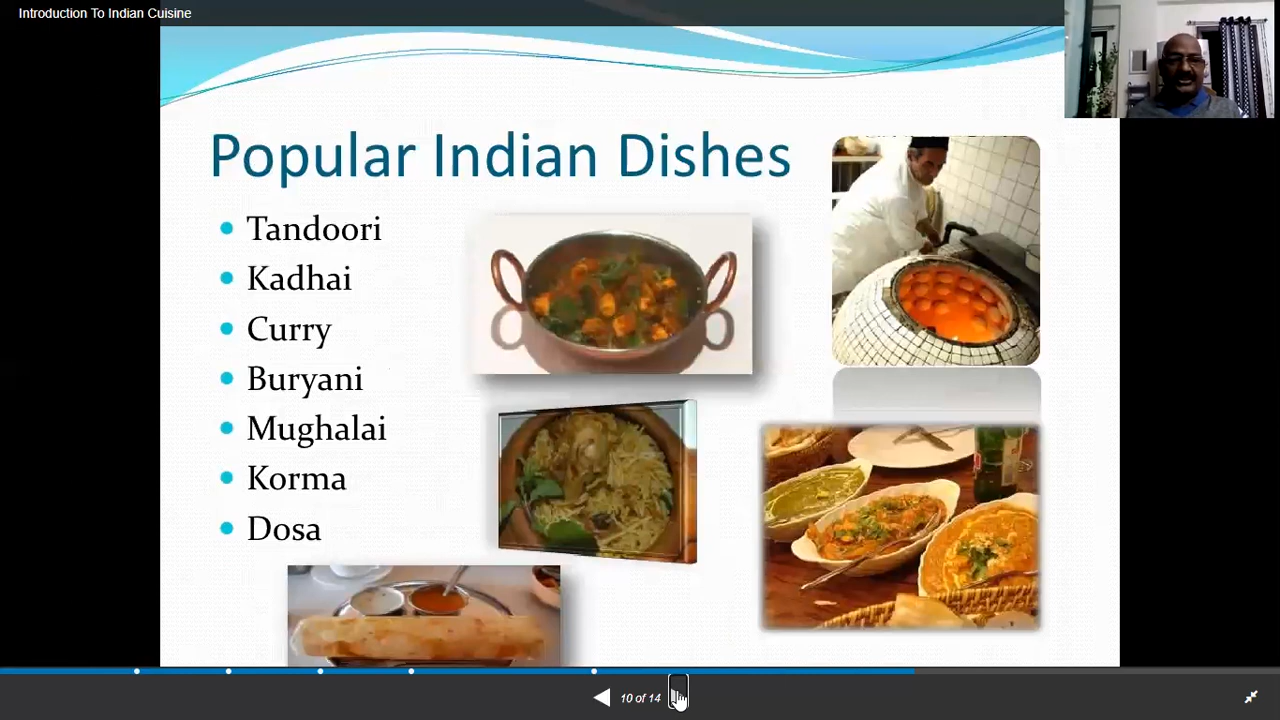 Introduction To Indian Cuisine
Popular Indian Dishes
Tandoori
Kadhai
Curry
Buryani
Mughalai
Korma
Dosa
10 of 14